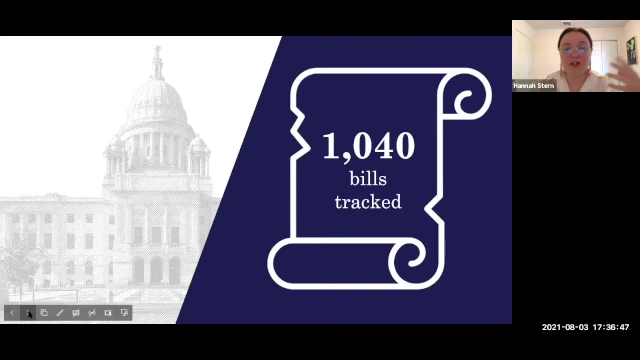 1,040
bills
tracked
Hannah Stern
2021-08-03 17:36:47